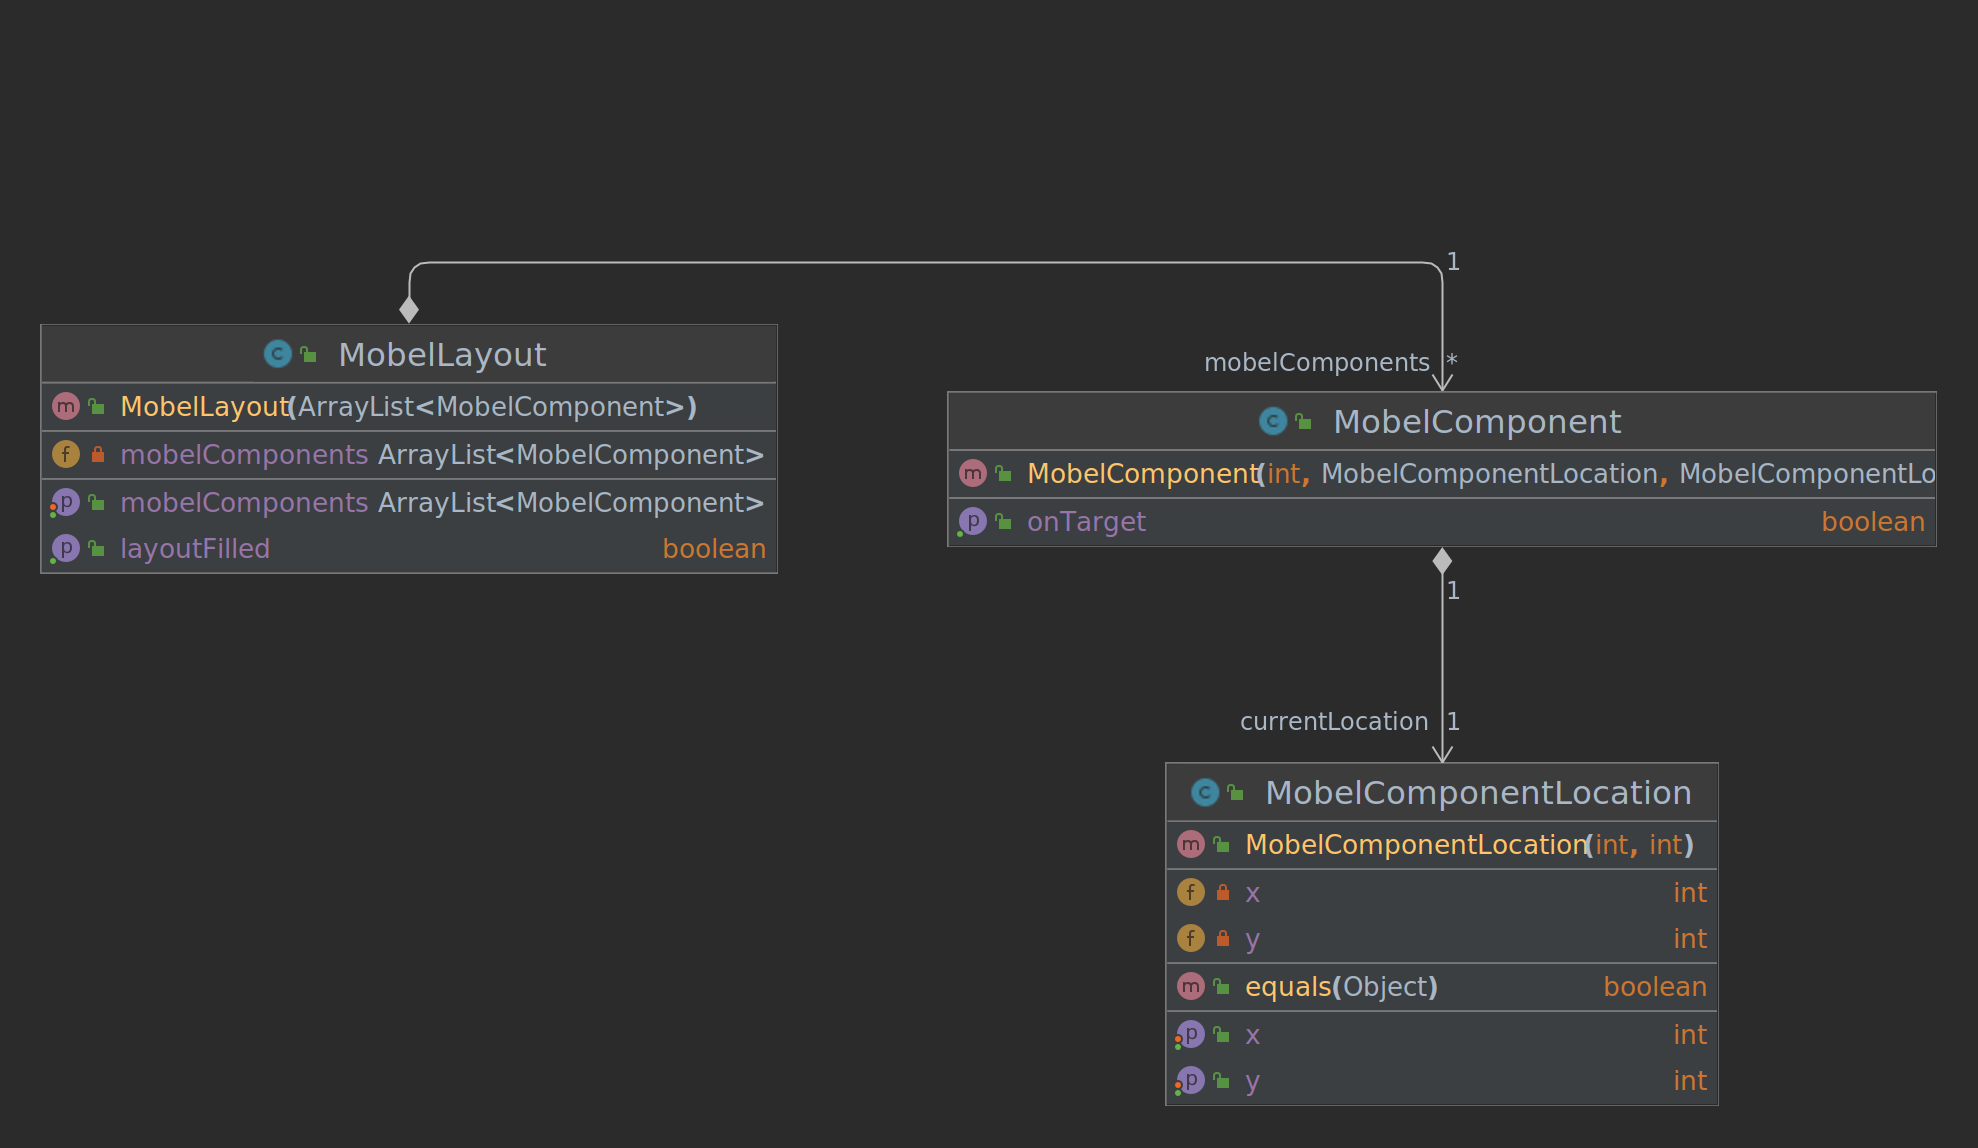 1
mobelComponents *
MobelLayout
MobelLayout(ArrayList<MobelComponent>)
mobelComponents ArrayList<MobelComponent>
mobelComponents ArrayList<MobelComponent>
layoutFilled boolean
MobelComponent
MobelComponent(int, MobelComponentLocation, MobelComponentLo
onTarget boolean
1
currentLocation 1
MobelComponentLocation
MobelComponentLocation(int, int)
x int
y int
equals(Object) boolean
x int
y int